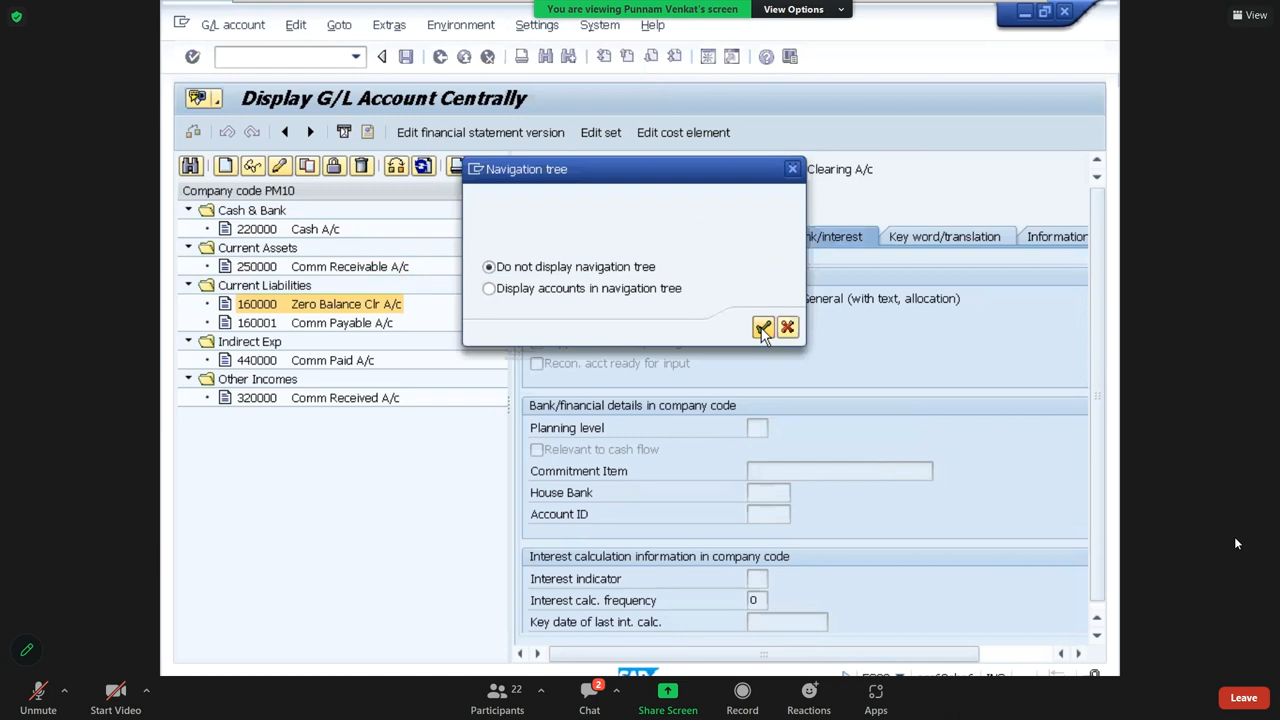 You are viewing Punnam Venkat's screen
View Options
View
G/L account Edit Goto Extras Environment Settings System Help
Display G/L Account Centrally
Edit financial statement version Edit set Edit cost element
Company code PM10
Cash & Bank
220000 Cash A/c
Current Assets
250000 Comm Receivable A/c
Current Liabilities
160000 Zero Balance Clr A/c
160001 Comm Payable A/c
Indirect Exp
440000 Comm Paid A/c
Other Incomes
320000 Comm Received A/c
Navigation tree
Do not display navigation tree
Display accounts in navigation tree
Clearing A/c
nk/interest Key word/translation Information
General (with text, allocation)
Recon. acct ready for input
Bank/financial details in company code
Planning level
Relevant to cash flow
Commitment Item
House Bank
Account ID
Interest calculation information in company code
Interest indicator
Interest calc. frequency 0
Key date of last int. calc.
SAP
Unmute
Start Video
22
Participants
2
Chat
Share Screen
Record
Reactions
Apps
Leave